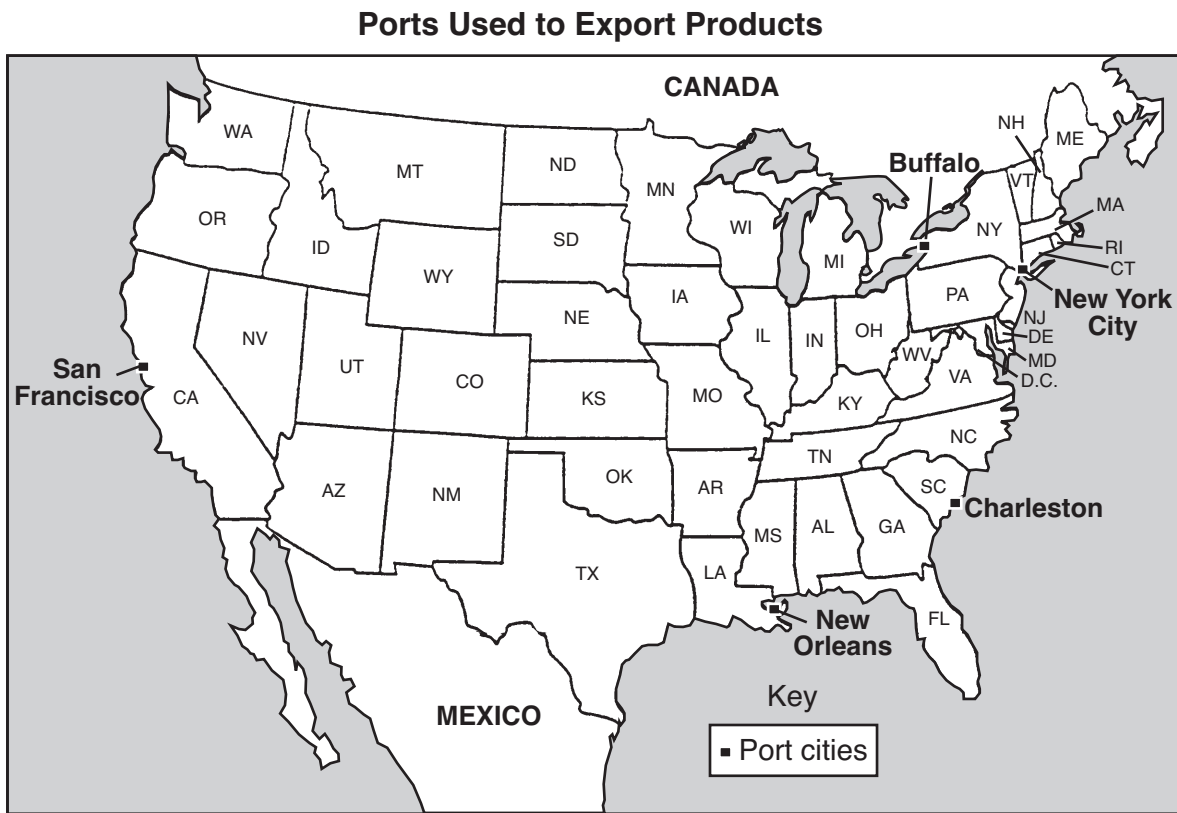 Ports Used to Export Products
CANADA
WA
MT
ND
MN
NH
ME
VT
Buffalo
OR
ID
SD
WI
MI
NY
MA
RI
CT
WY
IA
PA
New York
City
NE
NV
UT
CO
IL
IN
OH
NJ
DE
MD
D.C.
WV
VA
San
Francisco
CA
KS
MO
KY
NC
TN
AZ
NM
OK
AR
SC
Charleston
MS
AL
GA
TX
LA
FL
New
Orleans
MEXICO
Key
Port cities